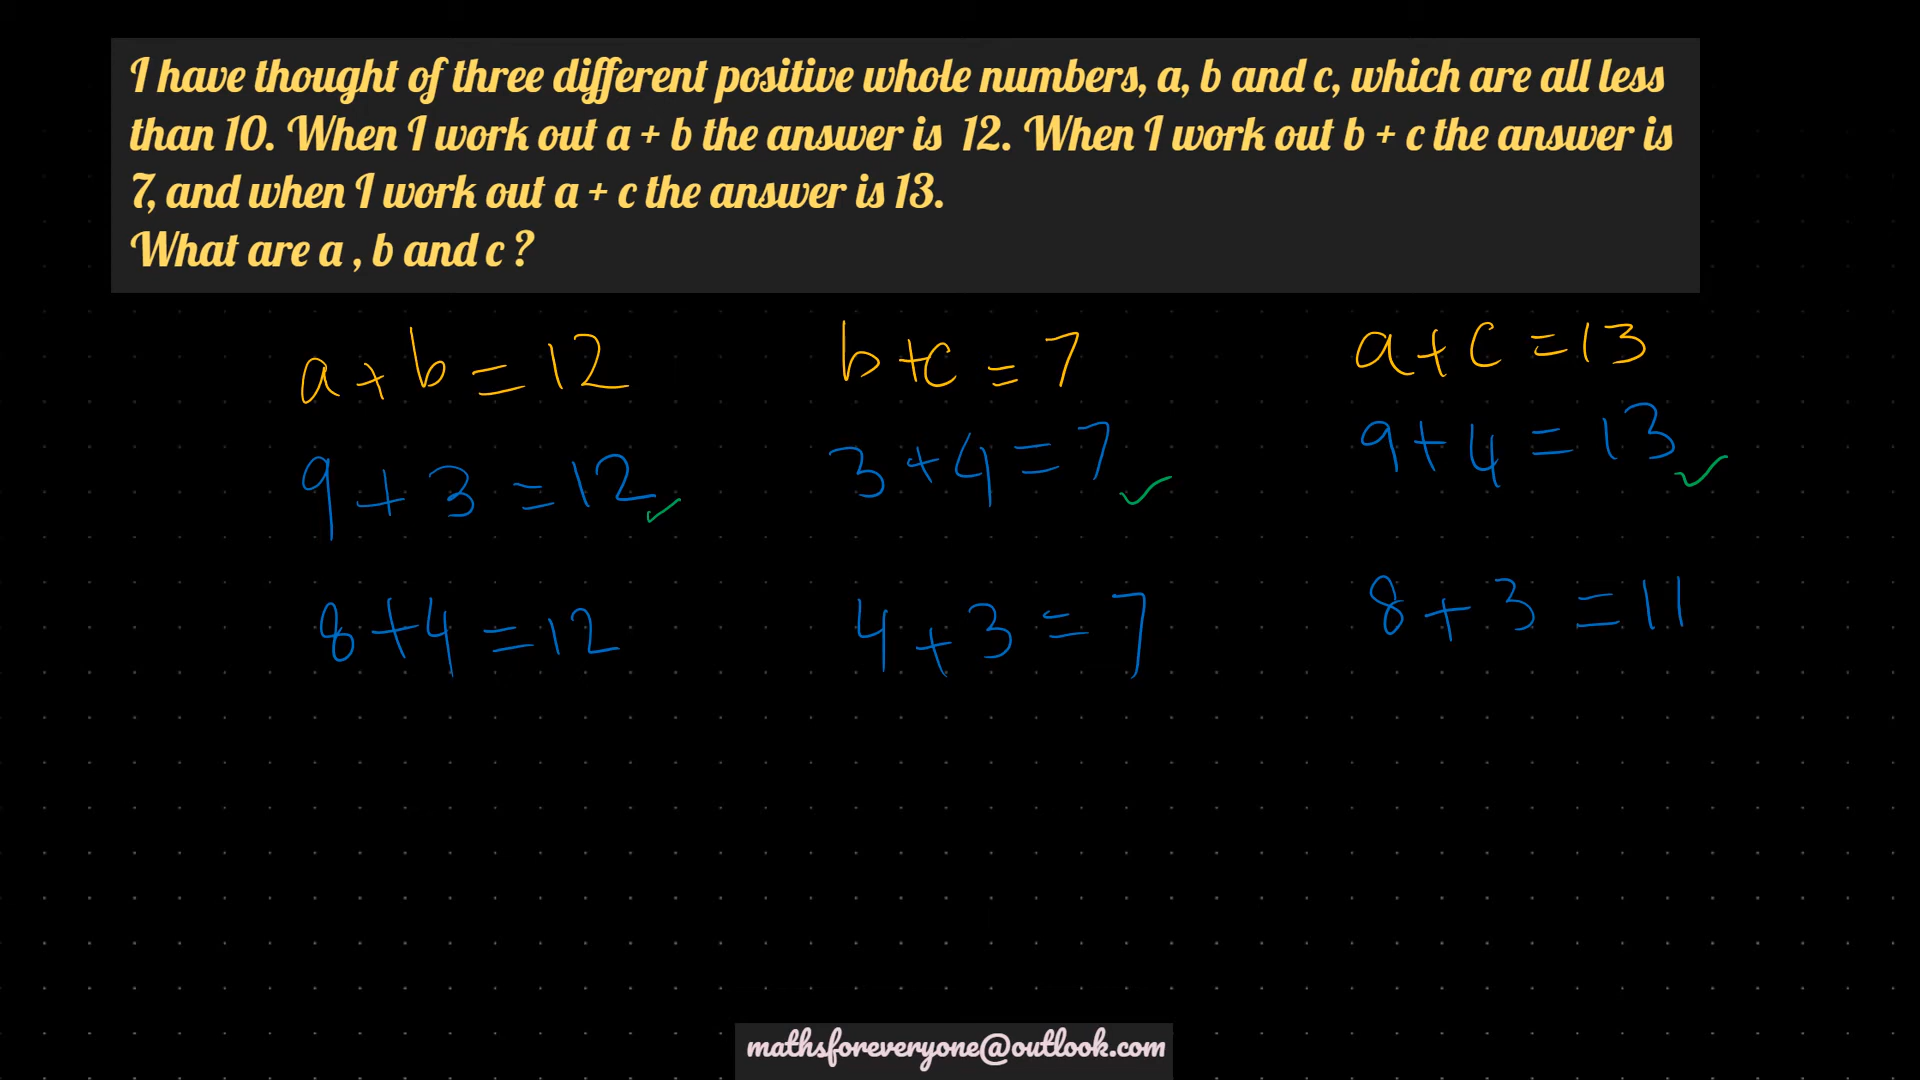 I have thought of three different positive whole numbers, a, b and c, which are all less
than 10. When I work out a + b the answer is 12. When I work out b + c the answer is
7, and when I work out a + c the answer is 13.
What are a , b and c ?
a + b = 12
b + c = 7
a + c = 13
9 + 3 = 12
3 + 4 = 7
9 + 4 = 13
8 + 4 = 12
4 + 3 = 7
8 + 3 = 11
mathsforeveryone@outlook.com